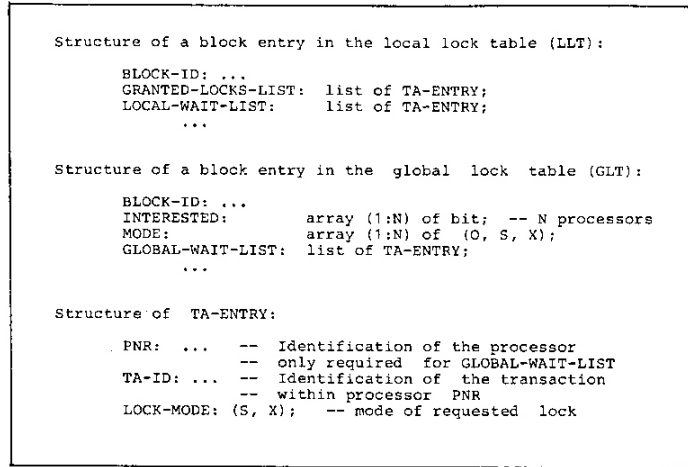 Structure of a block entry in the local lock table (LLT):
BLOCK-ID: ...
GRANTED-LOCKS-LIST: list of TA-ENTRY;
LOCAL-WAIT-LIST: list of TA-ENTRY;
...
Structure of a block entry in the global lock table (GLT):
BLOCK-ID: ...
INTERESTED: array (1:N) of bit; -- N processors
MODE: array (1:N) of (0, S, X);
GLOBAL-WAIT-LIST: list of TA-ENTRY;
...
Structure of TA-ENTRY:
PNR: ... -- Identification of the processor
-- only required for GLOBAL-WAIT-LIST
TA-ID: ... -- Identification of the transaction
-- within processor PNR
LOCK-MODE: (S, X); -- mode of requested lock